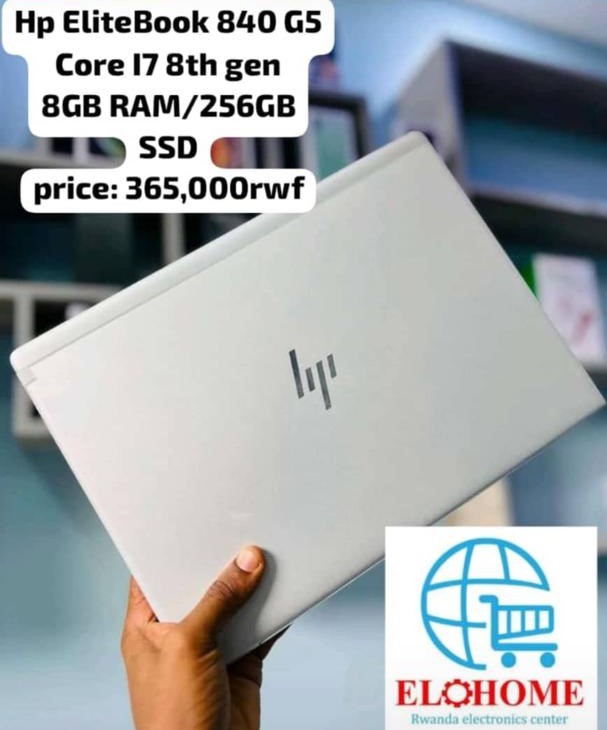 Hp EliteBook 840 G5
Core I7 8th gen
8GB RAM/256GB
SSD
price: 365,000rwf
hp
ELOHOME
Rwanda electronics center